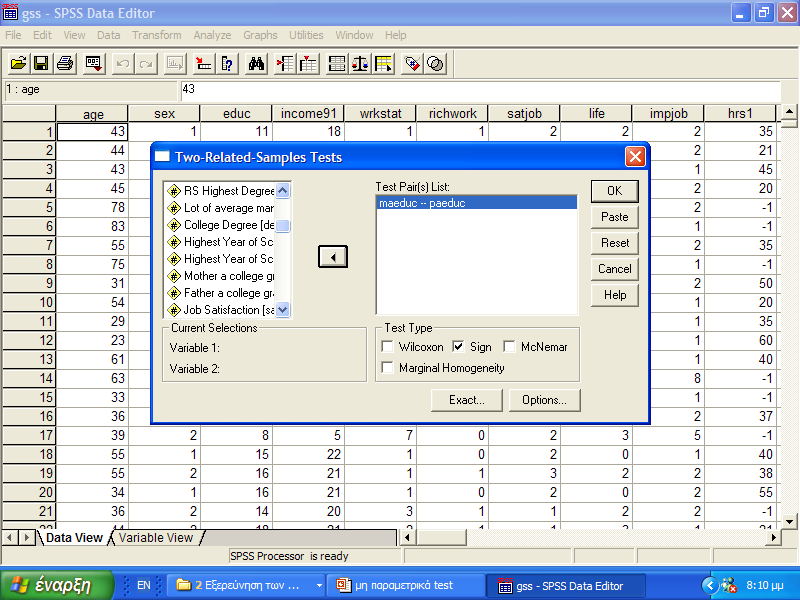 gss - SPSS Data Editor
File Edit View Data Transform Analyze Graphs Utilities Window Help
1 : age 43
age sex educ income91 wrkstat richwork satjob life impjob hrs1
1 43 1 11 18 1 1 2 2 2 35
2 44 2 21
Two-Related-Samples Tests
3 43 1 45
4 45 2 20
5 78 2 -1
6 83 1 -1
7 55 2 35
8 75 1 -1
9 31 2 50
10 54 1 20
11 29 1 35
12 23 1 60
13 61 1 40
14 63 8 -1
15 33 1 -1
16 36 2 37
RS Highest Degree
Lot of average mar
College Degree [de
Highest Year of Sc
Highest Year of Sc
Mother a college gr
Father a college gra
Job Satisfaction [sa
Test Pair(s) List:
maeduc -- paeduc
OK
Paste
Reset
Cancel
Help
Current Selections
Variable 1:
Variable 2:
Test Type
Wilcoxon Sign McNemar
Marginal Homogeneity
Exact... Options...
17 39 2 8 5 7 0 2 3 5 -1
18 55 1 15 22 1 0 2 0 1 40
19 55 2 16 21 1 1 3 2 2 38
20 34 1 16 21 1 0 2 0 2 55
21 36 2 14 20 3 1 1 2 2 -1
Data View Variable View
SPSS Processor is ready
έναρξη EN 2 Εξερεύνηση των ... μη παραμετρικά test gss - SPSS Data Editor 8:10 μμ